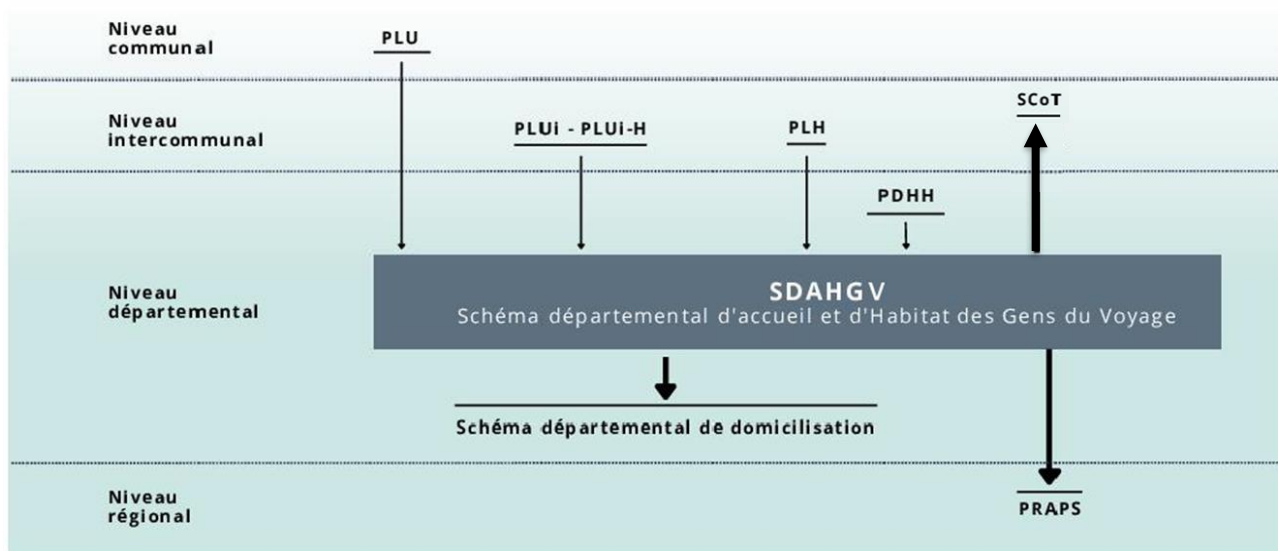 Niveau
communal
PLU
Niveau
intercommunal
PLUi - PLUi-H
PLH
SCoT
PDHH
Niveau
départemental
SDAHGV
Schéma départemental d'accueil et d'Habitat des Gens du Voyage
Schéma départemental de domicilisation
Niveau
régional
PRAPS